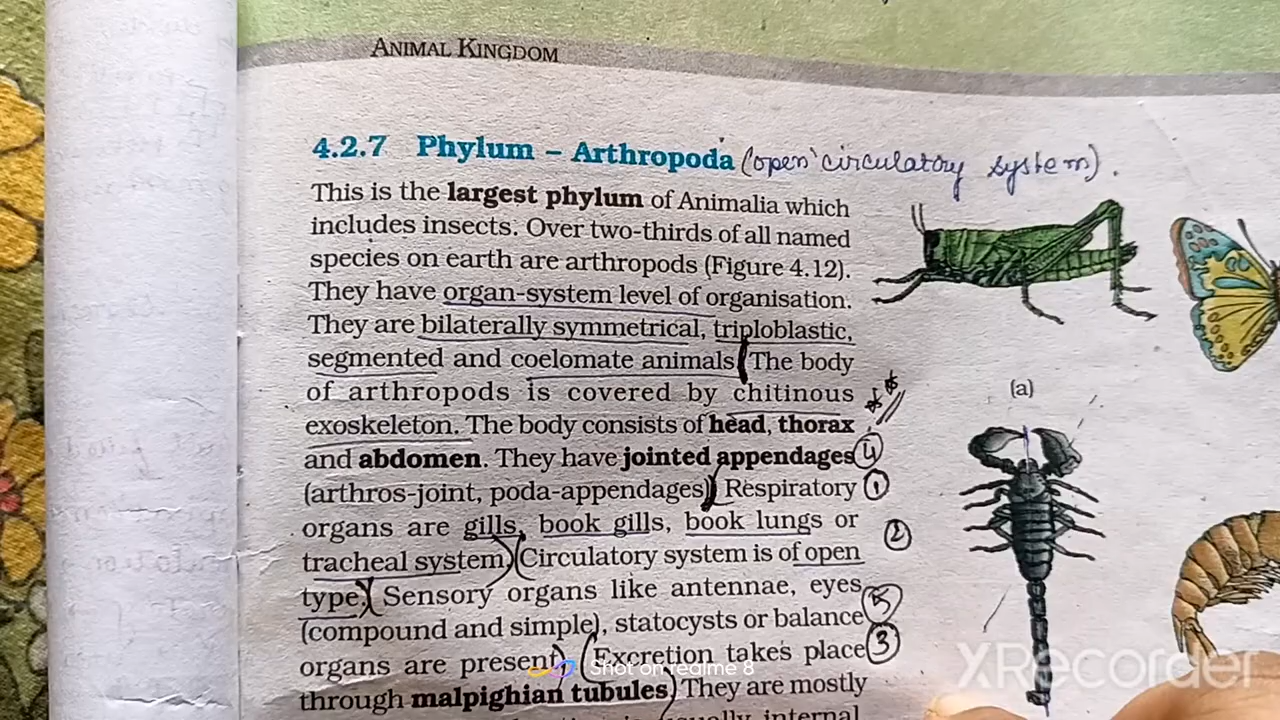 ANIMAL KINGDOM
4.2.7 Phylum – Arthropoda (open circulatory system).
This is the largest phylum of Animalia which
includes insects. Over two-thirds of all named
species on earth are arthropods (Figure 4.12).
They have organ-system level of organisation.
They are bilaterally symmetrical, triploblastic,
segmented and coelomate animals. The body
of arthropods is covered by chitinous
exoskeleton. The body consists of head, thorax
and abdomen. They have jointed appendages 4
(arthros-joint, poda-appendages). Respiratory 1
organs are gills, book gills, book lungs or
tracheal system. Circulatory system is of open 2
type. Sensory organs like antennae, eyes
(compound and simple), statocysts or balance 5
organs are present. Excretion takes place 3
through malpighian tubules. They are mostly
usually internal
(a)
Shot on realme 8
XRecorder